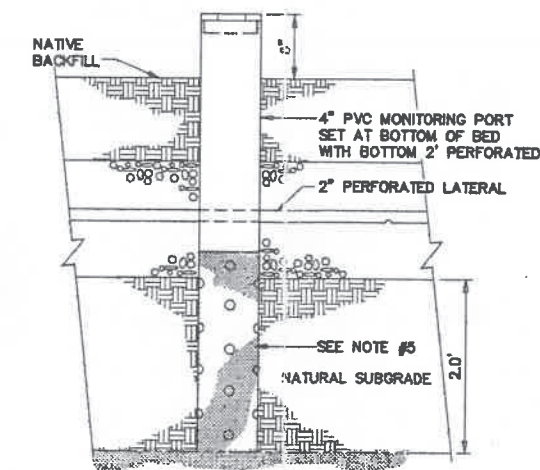 NATIVE
BACKFILL
4" PVC MONITORING PORT
SET AT BOTTOM OF BED
WITH BOTTOM 2' PERFORATED
2" PERFORATED LATERAL
SEE NOTE #5
NATURAL SUBGRADE
2.0'